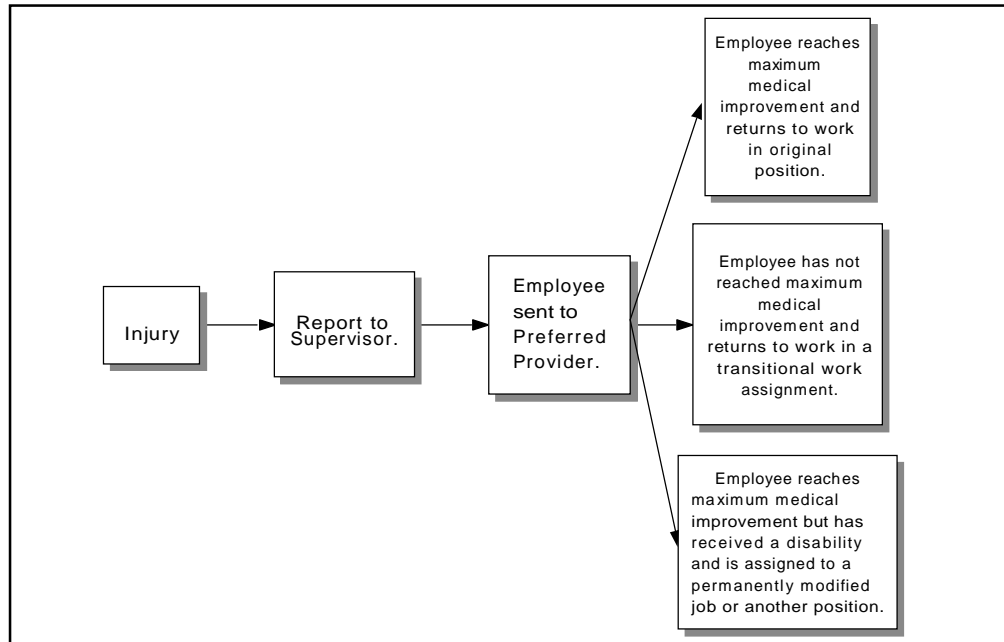 Injury
Report to
Supervisor.
Employee
sent to
Preferred
Provider.
Employee reaches
maximum
medical
improvement and
returns to work
in original
position.
Employee has not
reached maximum
medical
improvement and
returns to work in a
transitional work
assignment.
Employee reaches
maximum medical
improvement but has
received a disability
and is assigned to a
permanently modified
job or another position.